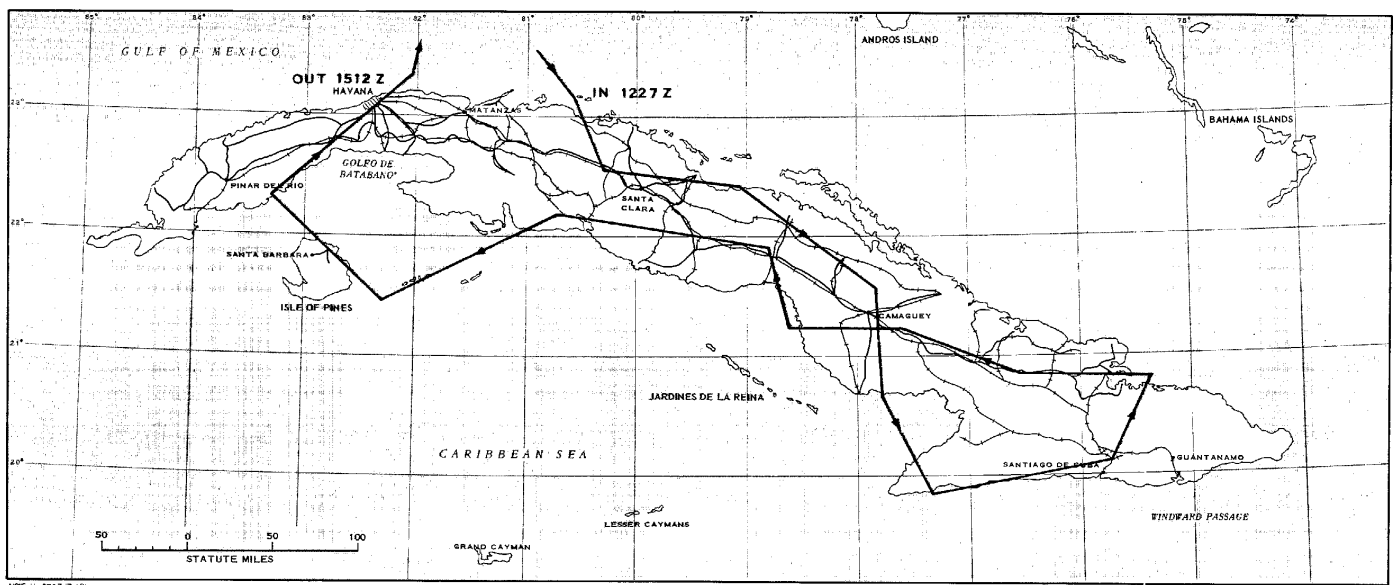 85° 84° 83° 82° 81° 80° 79° 78° 77° 76° 75° 74°
GULF OF MEXICO
ANDROS ISLAND
OUT 1512 Z
HAVANA
IN 1227 Z
23°
MATANZAS
BAHAMA ISLANDS
GOLFO DE
BATABANO
PINAR DEL RIO
SANTA
CLARA
22°
SANTA BARBARA
ISLE OF PINES
CAMAGUEY
21°
JARDINES DE LA REINA
CARIBBEAN SEA
20°
SANTIAGO DE CUBA
GUANTANAMO
LESSER CAYMANS
WINDWARD PASSAGE
50 0 50 100
STATUTE MILES
GRAND CAYMAN